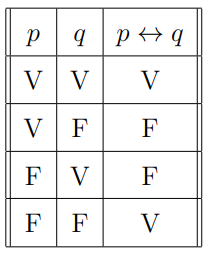 p q p ↔ q
V V V
V F F
F V F
F F V